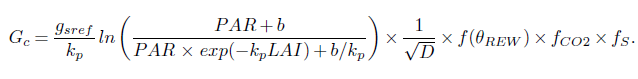 G_c = \frac{g_{sref}}{k_p} ln \left( \frac{PAR + b}{PAR \times exp(-k_p LAI) + b/k_p} \right) \times \frac{1}{\sqrt{D}} \times f(\theta_{REW}) \times f_{CO2} \times f_S.